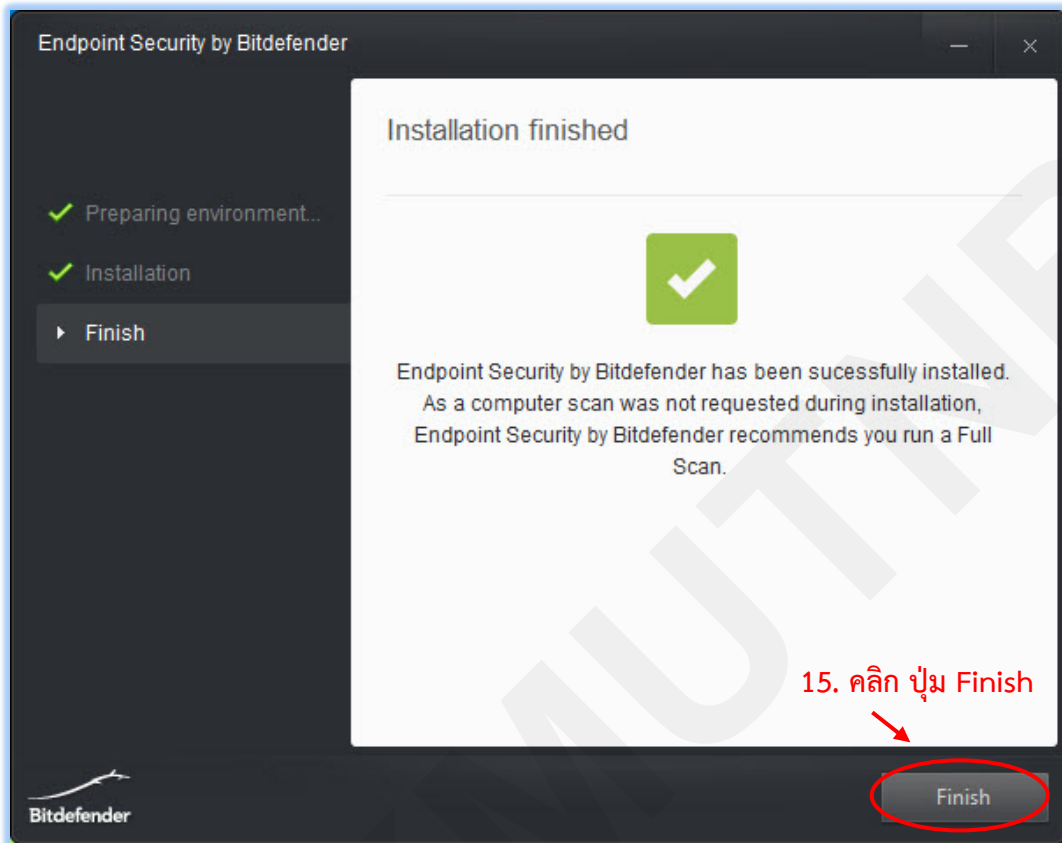 Endpoint Security by Bitdefender
Installation finished
Preparing environment...
Installation
Finish
Endpoint Security by Bitdefender has been sucessfully installed.
As a computer scan was not requested during installation,
Endpoint Security by Bitdefender recommends you run a Full
Scan.
15. คลิก ปุ่ม Finish
Finish
Bitdefender
MUTNB